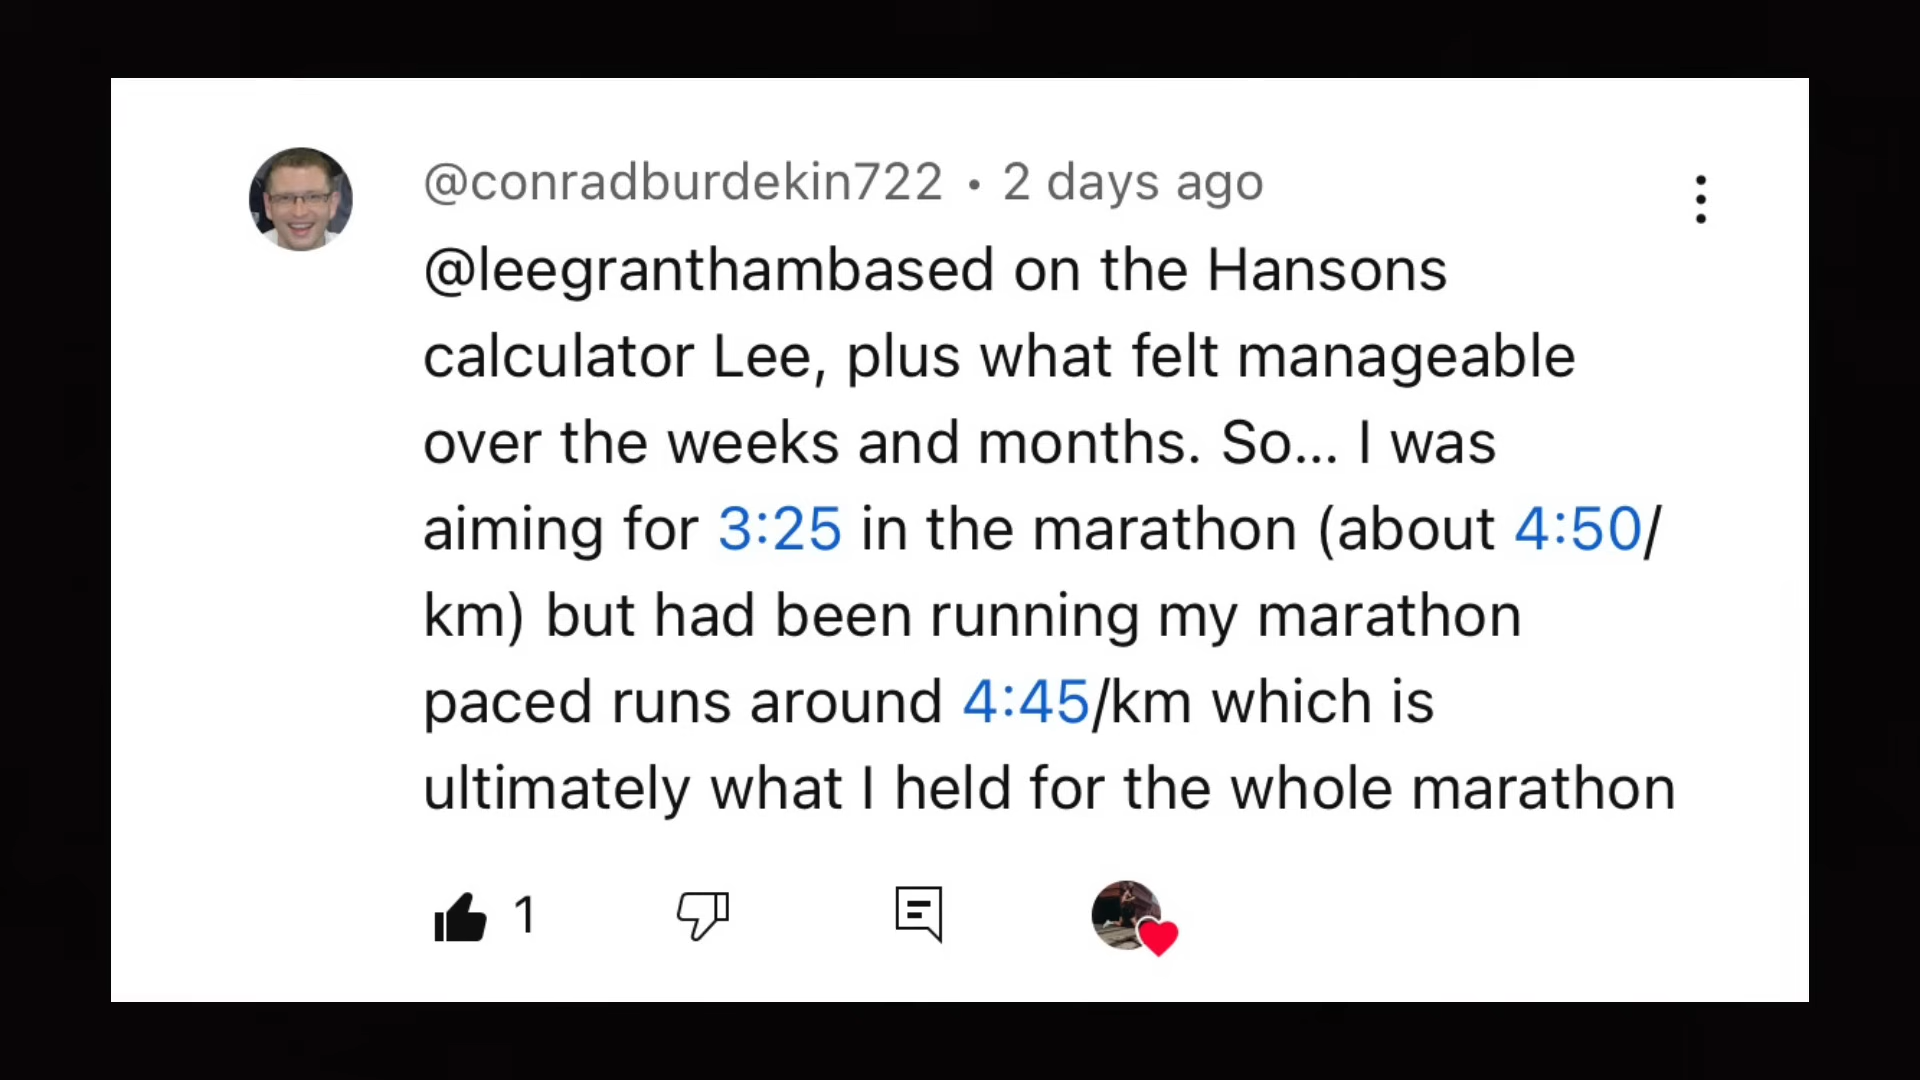 @conradburdekin722 • 2 days ago
@leegranthambased on the Hansons
calculator Lee, plus what felt manageable
over the weeks and months. So... I was
aiming for 3:25 in the marathon (about 4:50/
km) but had been running my marathon
paced runs around 4:45/km which is
ultimately what I held for the whole marathon
1